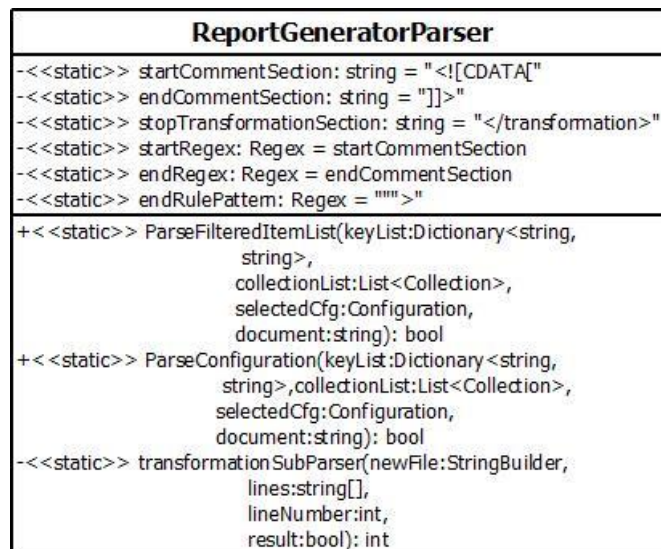 ReportGeneratorParser
-<<static>> startCommentSection: string = "<![CDATA["
-<<static>> endCommentSection: string = "]]>"
-<<static>> stopTransformationSection: string = "</transformation>"
-<<static>> startRegex: Regex = startCommentSection
-<<static>> endRegex: Regex = endCommentSection
-<<static>> endRulePattern: Regex = """>"
+<<static>> ParseFilteredItemList(keyList:Dictionary<string,
string>,
collectionList:List<Collection>,
selectedCfg:Configuration,
document:string): bool
+<<static>> ParseConfiguration(keyList:Dictionary<string,
string>,collectionList:List<Collection>,
selectedCfg:Configuration,
document:string): bool
-<<static>> transformationSubParser(newFile:StringBuilder,
lines:string[],
lineNumber:int,
result:bool): int